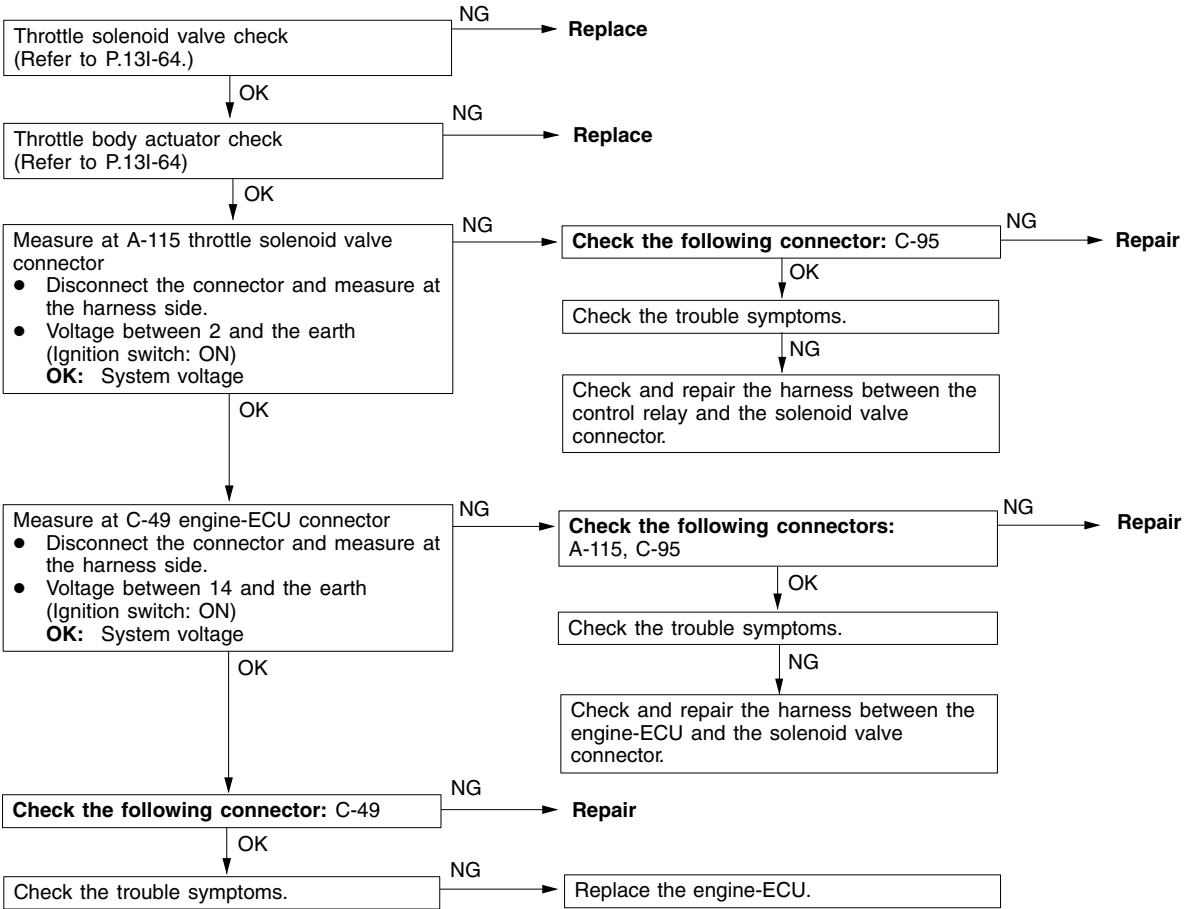 Throttle solenoid valve check
(Refer to P.13I-64.)
NG
Replace
OK
Throttle body actuator check
(Refer to P.13I-64)
NG
Replace
OK
Measure at A-115 throttle solenoid valve
connector
● Disconnect the connector and measure at
the harness side.
● Voltage between 2 and the earth
(Ignition switch: ON)
OK: System voltage
NG
Check the following connector: C-95
NG
Repair
OK
Check the trouble symptoms.
NG
Check and repair the harness between the
control relay and the solenoid valve
connector.
OK
Measure at C-49 engine-ECU connector
● Disconnect the connector and measure at
the harness side.
● Voltage between 14 and the earth
(Ignition switch: ON)
OK: System voltage
NG
Check the following connectors:
A-115, C-95
NG
Repair
OK
Check the trouble symptoms.
NG
Check and repair the harness between the
engine-ECU and the solenoid valve
connector.
OK
Check the following connector: C-49
NG
Repair
OK
Check the trouble symptoms.
NG
Replace the engine-ECU.